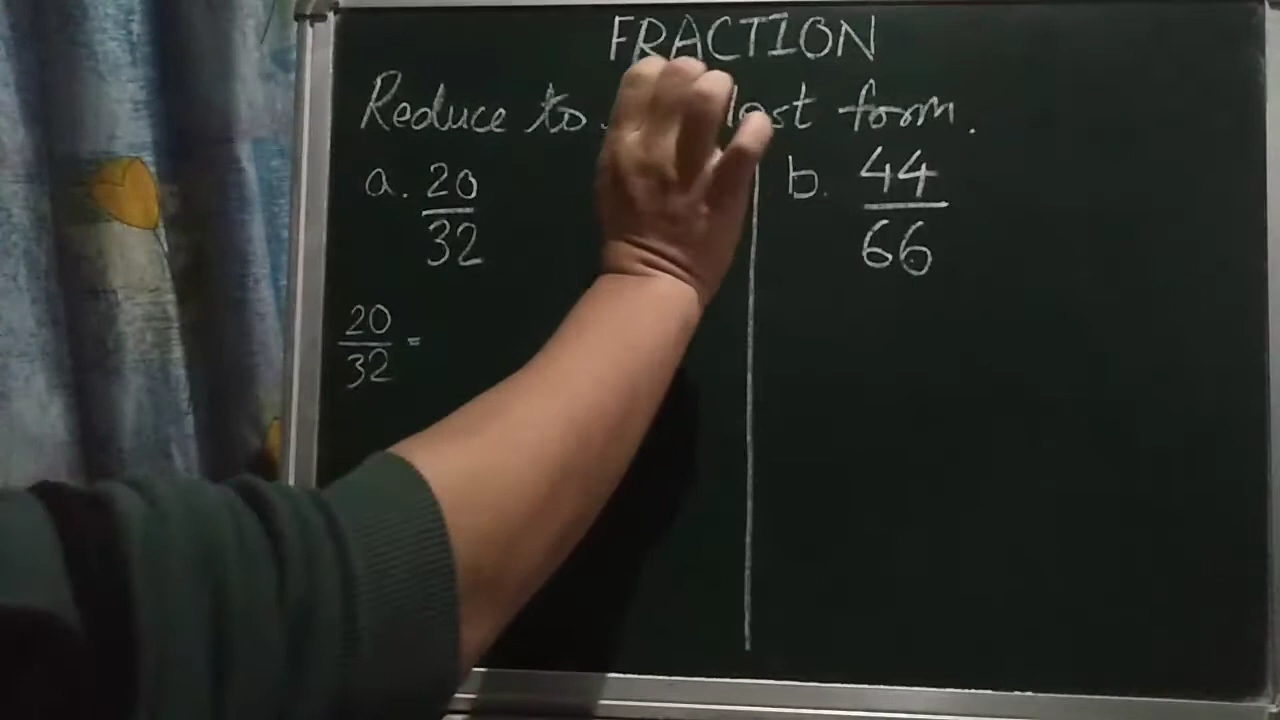 FRACTION
Reduce to form.
a. 20/32
b. 44/66
20/32 =